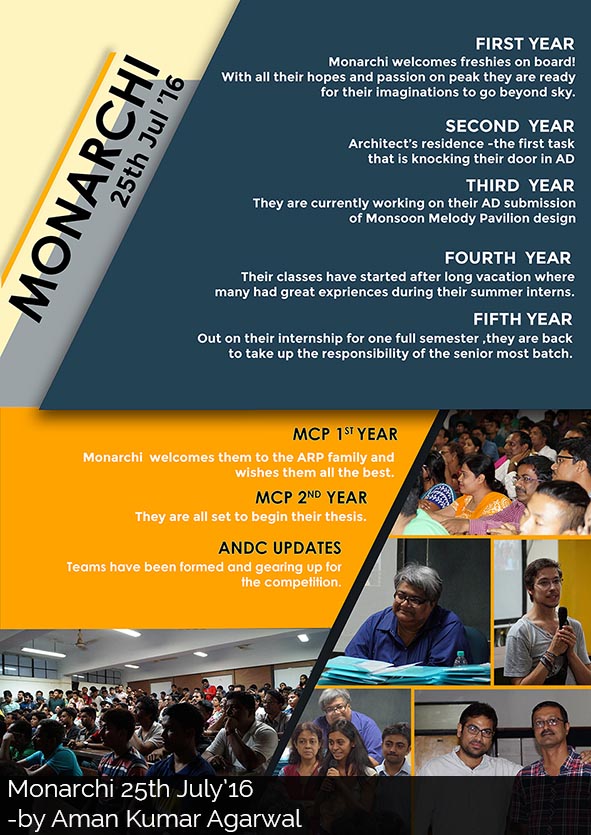 MONARCHI
25th Jul '16
FIRST YEAR
Monarchi welcomes freshies on board!
With all their hopes and passion on peak they are ready
for their imaginations to go beyond sky.
SECOND YEAR
Architect's residence -the first task
that is knocking their door in AD
THIRD YEAR
They are currently working on their AD submission
of Monsoon Melody Pavilion design
FOURTH YEAR
Their classes have started after long vacation where
many had great expriences during their summer interns.
FIFTH YEAR
Out on their internship for one full semester ,they are back
to take up the responsibility of the senior most batch.
MCP 1ST YEAR
Monarchi welcomes them to the ARP family and
wishes them all the best.
MCP 2ND YEAR
They are all set to begin their thesis.
ANDC UPDATES
Teams have been formed and gearing up for
the competition.
Monarchi 25th July'16
-by Aman Kumar Agarwal